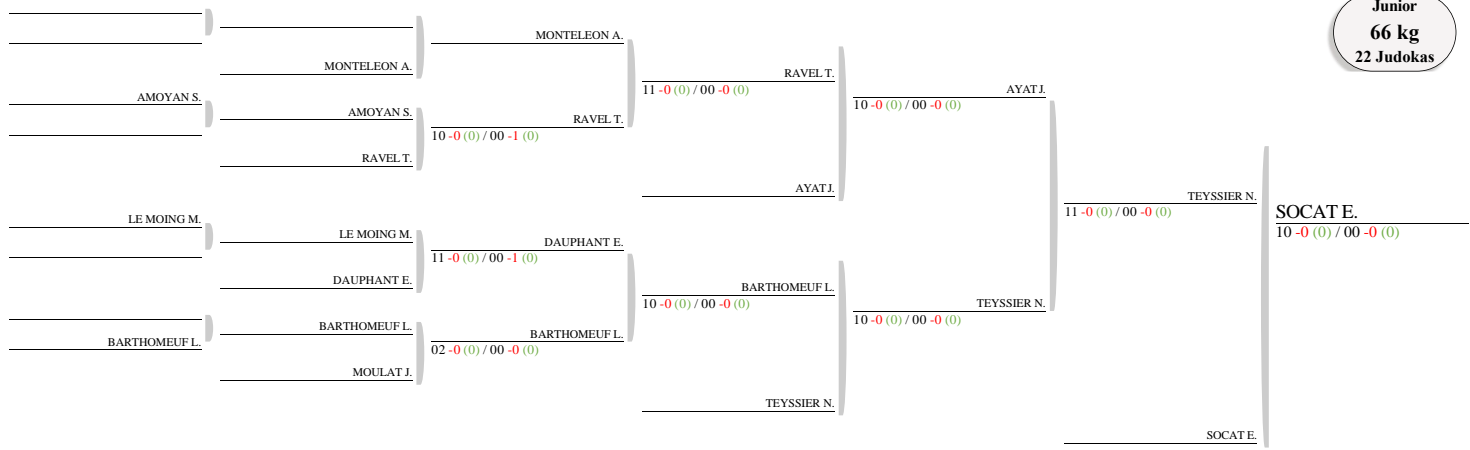 Junior
66 kg
22 Judokas
AMOYAN S.
LE MOING M.
BARTHOMEUF L.
MONTELEON A.
AMOYAN S.
RAVEL T.
LE MOING M.
DAUPHANT E.
BARTHOMEUF L.
MOULAT J.
MONTELEON A.
RAVEL T.
10 -0 (0) / 00 -1 (0)
DAUPHANT E.
11 -0 (0) / 00 -1 (0)
BARTHOMEUF L.
02 -0 (0) / 00 -0 (0)
RAVEL T.
11 -0 (0) / 00 -0 (0)
AYAT J.
BARTHOMEUF L.
10 -0 (0) / 00 -0 (0)
TEYSSIER N.
AYAT J.
10 -0 (0) / 00 -0 (0)
TEYSSIER N.
10 -0 (0) / 00 -0 (0)
TEYSSIER N.
11 -0 (0) / 00 -0 (0)
SOCAT E.
SOCAT E.
10 -0 (0) / 00 -0 (0)